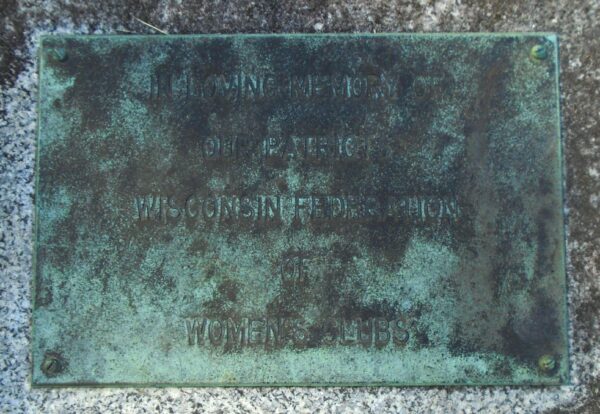 IN LOVING MEMORY OF
OUR PATRIOTS
WISCONSIN FEDERATION
OF
WOMEN'S CLUBS